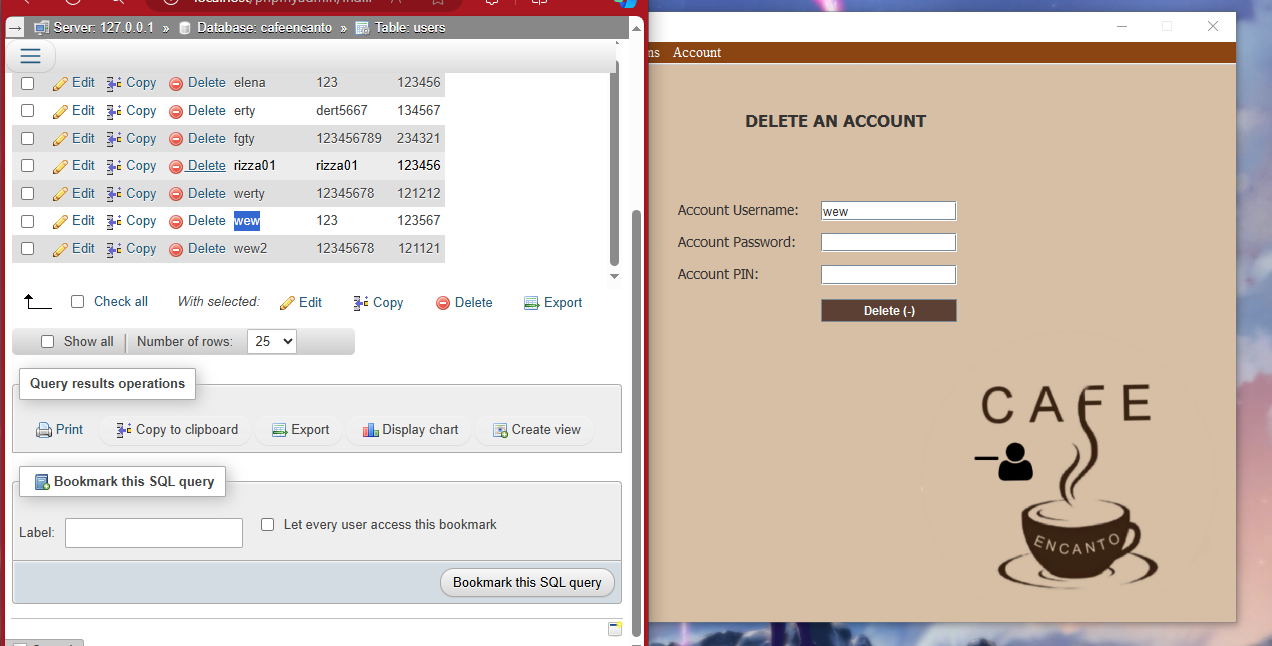 Server: 127.0.0.1 » Database: cafeencanto » Table: users
Edit Copy Delete elena 123 123456
Edit Copy Delete erty dert5667 134567
Edit Copy Delete fgty 123456789 234321
Edit Copy Delete rizza01 rizza01 123456
Edit Copy Delete werty 12345678 121212
Edit Copy Delete wew 123 123567
Edit Copy Delete wew2 12345678 121121
Check all With selected: Edit Copy Delete Export
Show all Number of rows: 25
Query results operations
Print Copy to clipboard Export Display chart Create view
Bookmark this SQL query
Label: Let every user access this bookmark
Bookmark this SQL query
Account
DELETE AN ACCOUNT
Account Username: wew
Account Password:
Account PIN:
Delete (-)
CAFE
ENCANTO